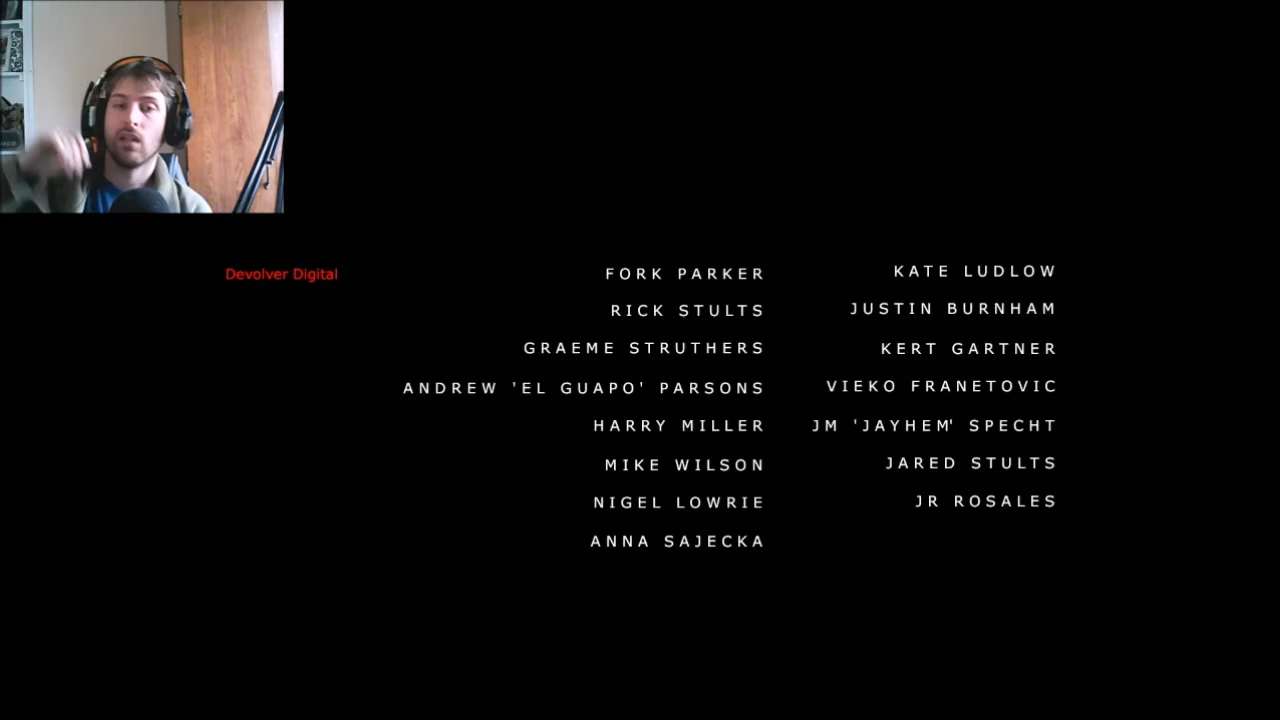 Devolver Digital
FORK PARKER
RICK STULTS
GRAEME STRUTHERS
ANDREW 'EL GUAPO' PARSONS
HARRY MILLER
MIKE WILSON
NIGEL LOWRIE
ANNA SAJECKA
KATE LUDLOW
JUSTIN BURNHAM
KERT GARTNER
VIEKO FRANETOVIC
JM 'JAYHEM' SPECHT
JARED STULTS
JR ROSALES